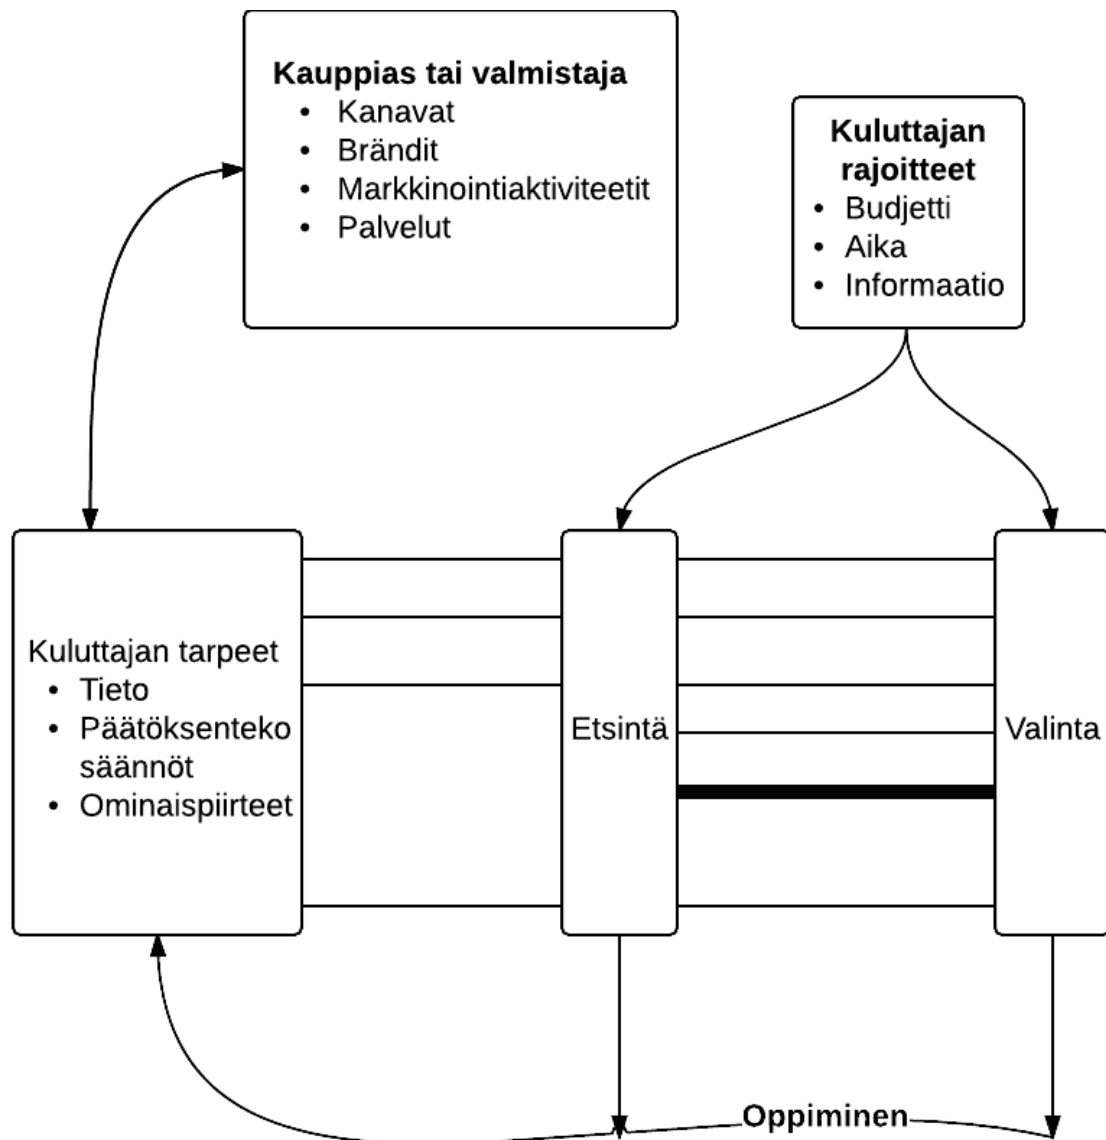 Kauppias tai valmistaja
• Kanavat
• Brändit
• Markkinointiaktiviteetit
• Palvelut
Kuluttajan
rajoitteet
• Budjetti
• Aika
• Informaatio
Kuluttajan tarpeet
• Tieto
• Päätöksenteko
säännöt
• Ominaispiirteet
Etsintä
Valinta
Oppiminen